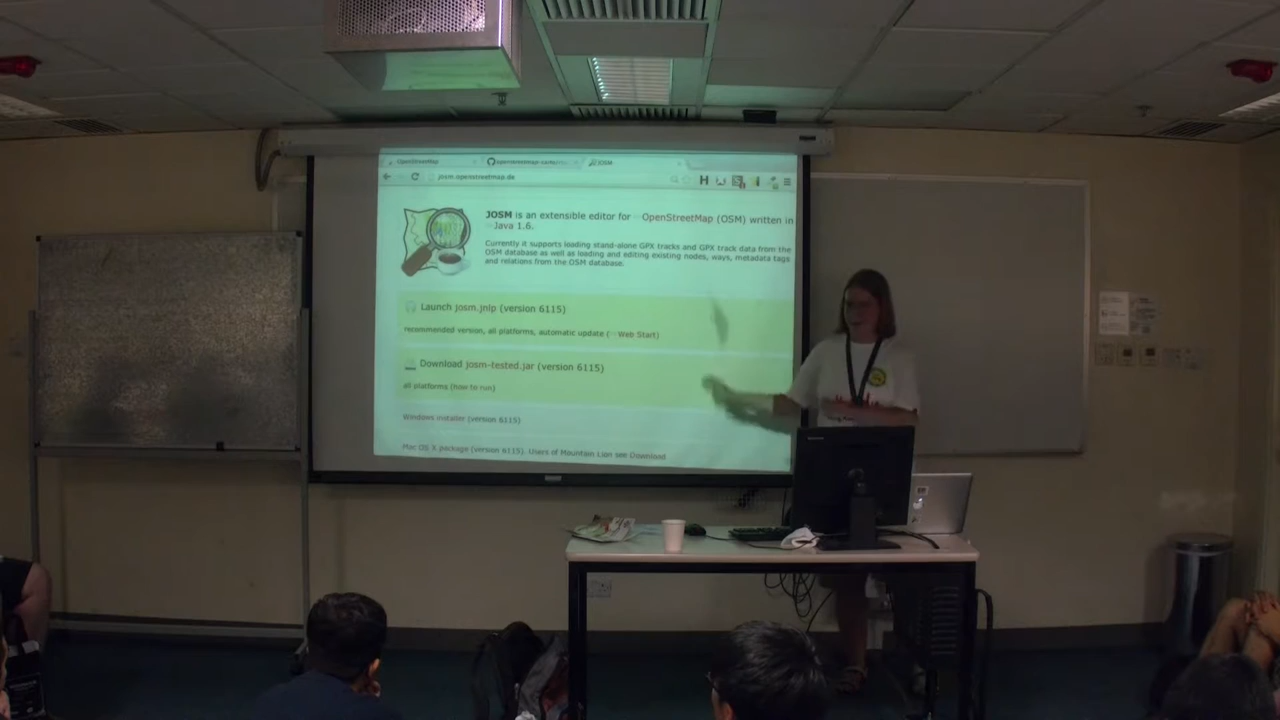 OpenStreetMap
JOSM
josm.openstreetmap.de
JOSM is an extensible editor for OpenStreetMap (OSM) written in
Java 1.6.
Currently it supports loading stand-alone GPX tracks and GPX track data from the
OSM database as well as loading and editing existing nodes, ways, metadata tags
and relations from the OSM database.
Launch josm.jnlp (version 6115)
recommended version, all platforms, automatic update (Web Start)
Download josm-tested.jar (version 6115)
all platforms (how to run)
Windows installer (version 6115)
Mac OS X package (version 6115). Users of Mountain Lion see Download